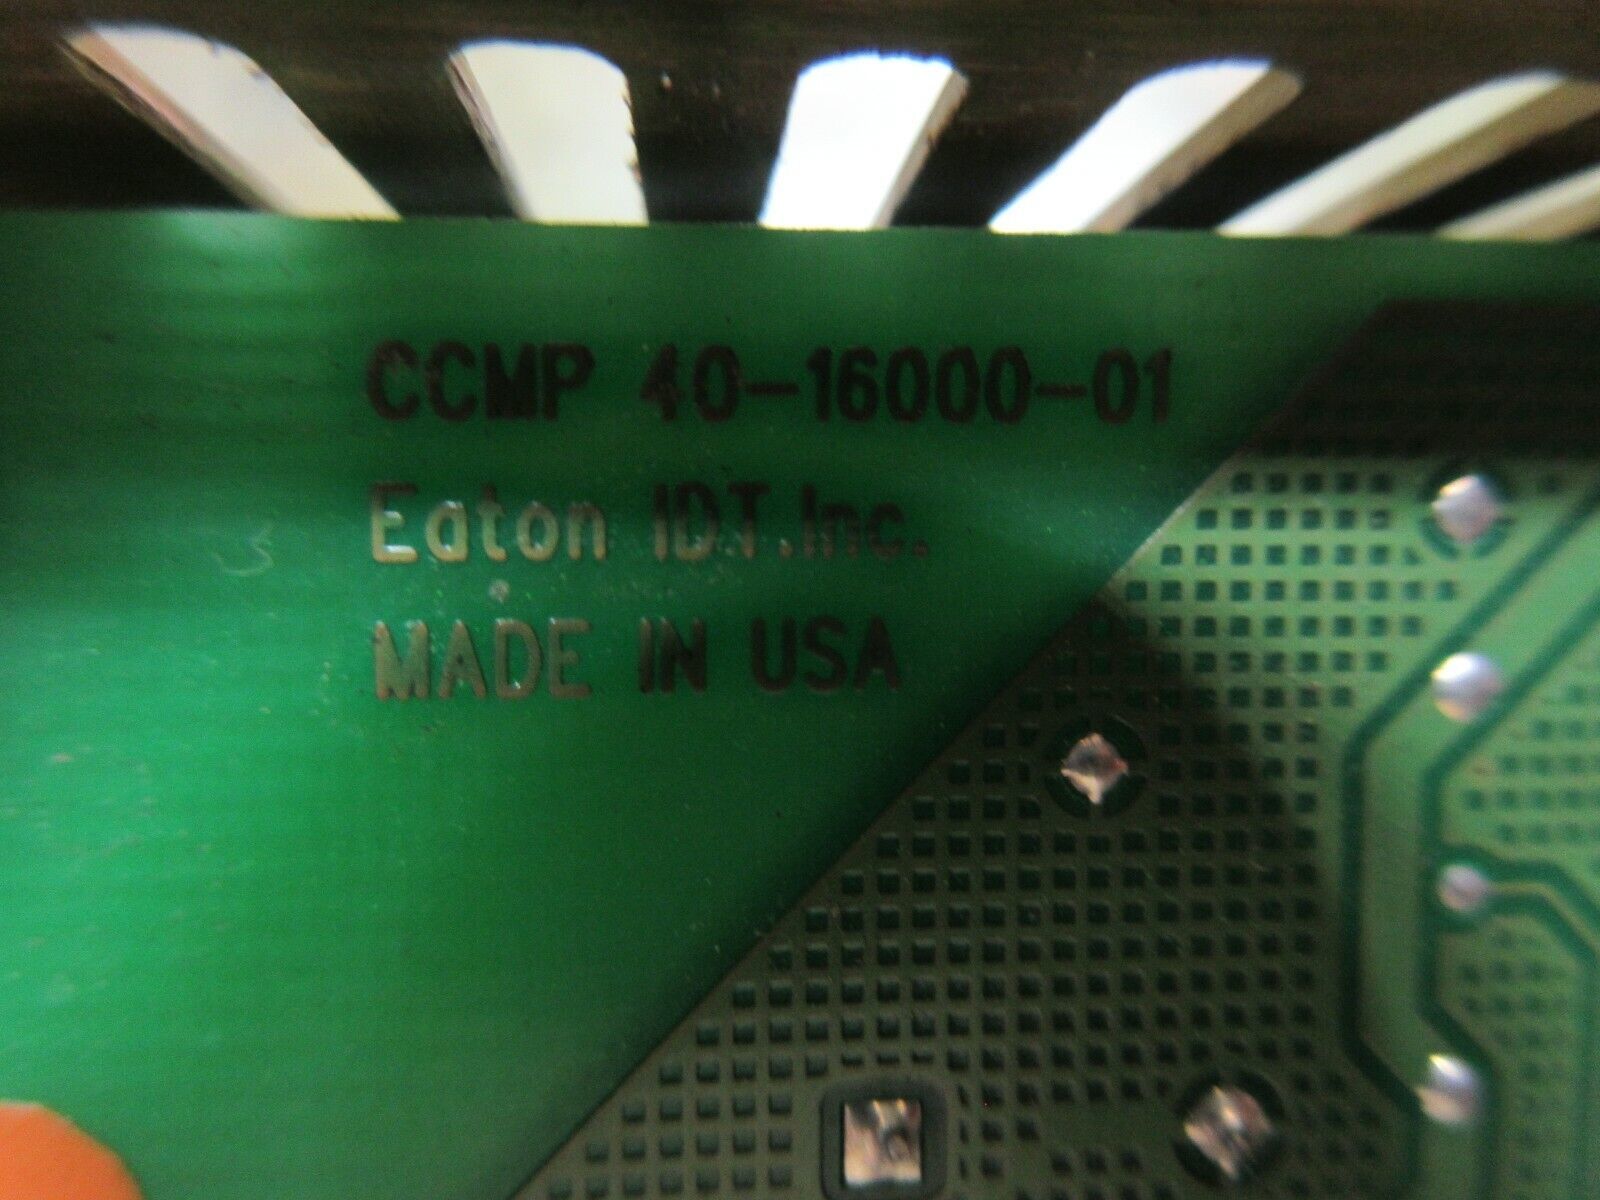 CCMP 40-16000-01
Eaton IDT.Inc.
MADE IN USA